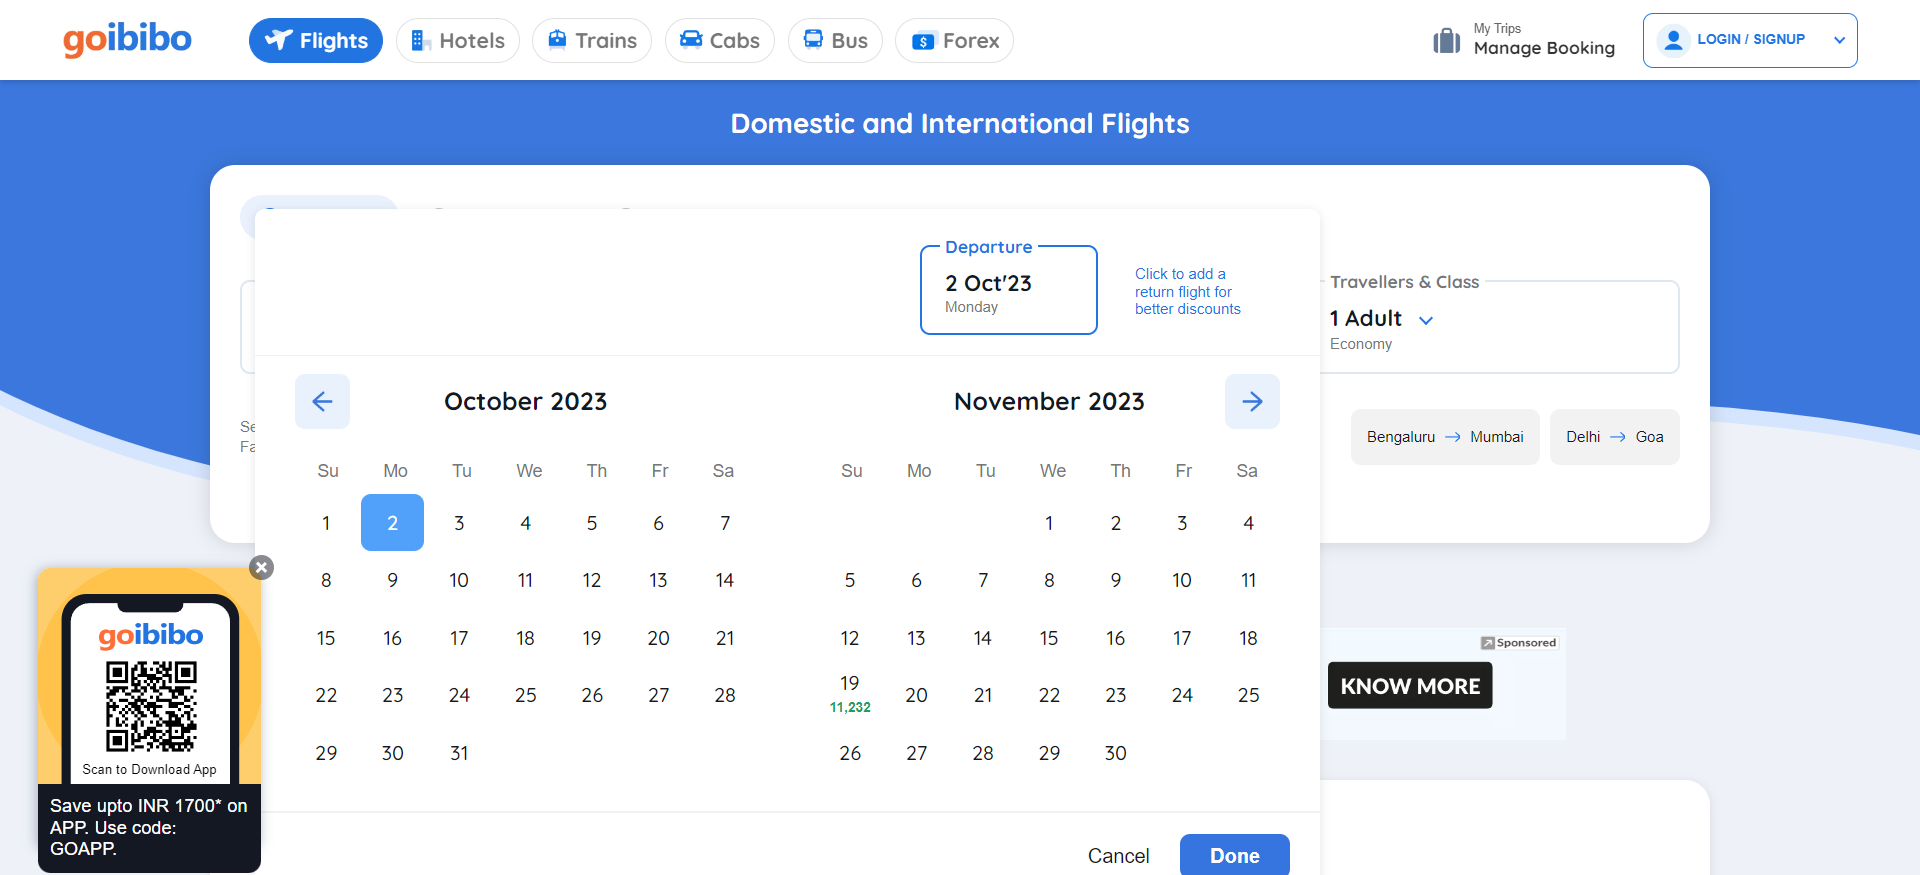 goibibo
Flights
Hotels
Trains
Cabs
Bus
Forex
My Trips
Manage Booking
LOGIN / SIGNUP
Domestic and International Flights
Departure
2 Oct'23
Monday
Click to add a
return flight for
better discounts
Travellers & Class
1 Adult
Economy
Bengaluru → Mumbai
Delhi → Goa
October 2023
Su Mo Tu We Th Fr Sa
1 2 3 4 5 6 7
8 9 10 11 12 13 14
15 16 17 18 19 20 21
22 23 24 25 26 27 28
29 30 31
November 2023
Su Mo Tu We Th Fr Sa
1 2 3 4
5 6 7 8 9 10 11
12 13 14 15 16 17 18
19 20 21 22 23 24 25
11,232
26 27 28 29 30
Cancel
Done
Sponsored
KNOW MORE
goibibo
Scan to Download App
Save upto INR 1700* on
APP. Use code:
GOAPP.